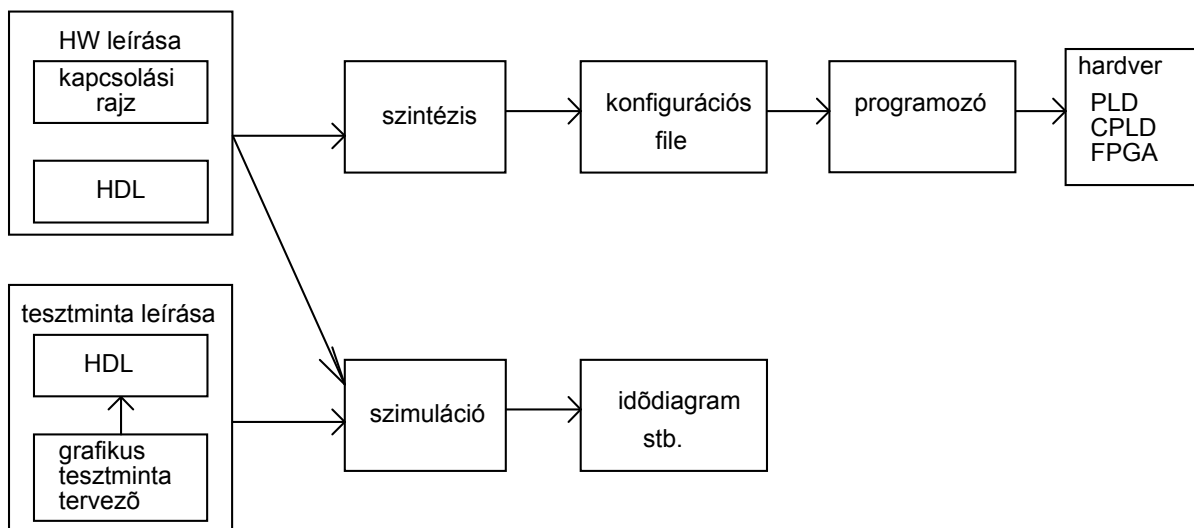 HW leírása
kapcsolási
rajz
HDL
szintézis
konfigurációs
file
programozó
hardver
PLD
CPLD
FPGA
tesztminta leírása
HDL
grafikus
tesztminta
tervezõ
szimuláció
idõdiagram
stb.